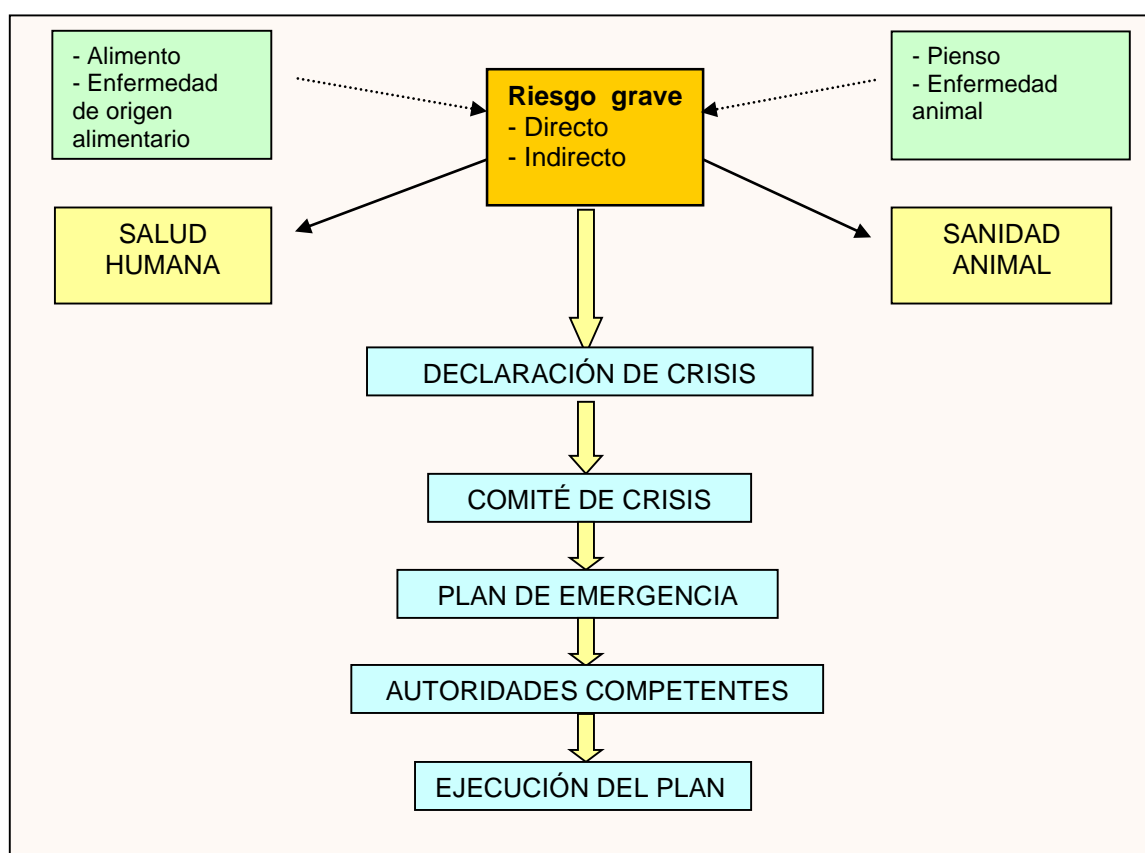 - Alimento
- Enfermedad
de origen
alimentario
Riesgo grave
- Directo
- Indirecto
- Pienso
- Enfermedad
animal
SALUD
HUMANA
SANIDAD
ANIMAL
DECLARACIÓN DE CRISIS
COMITÉ DE CRISIS
PLAN DE EMERGENCIA
AUTORIDADES COMPETENTES
EJECUCIÓN DEL PLAN